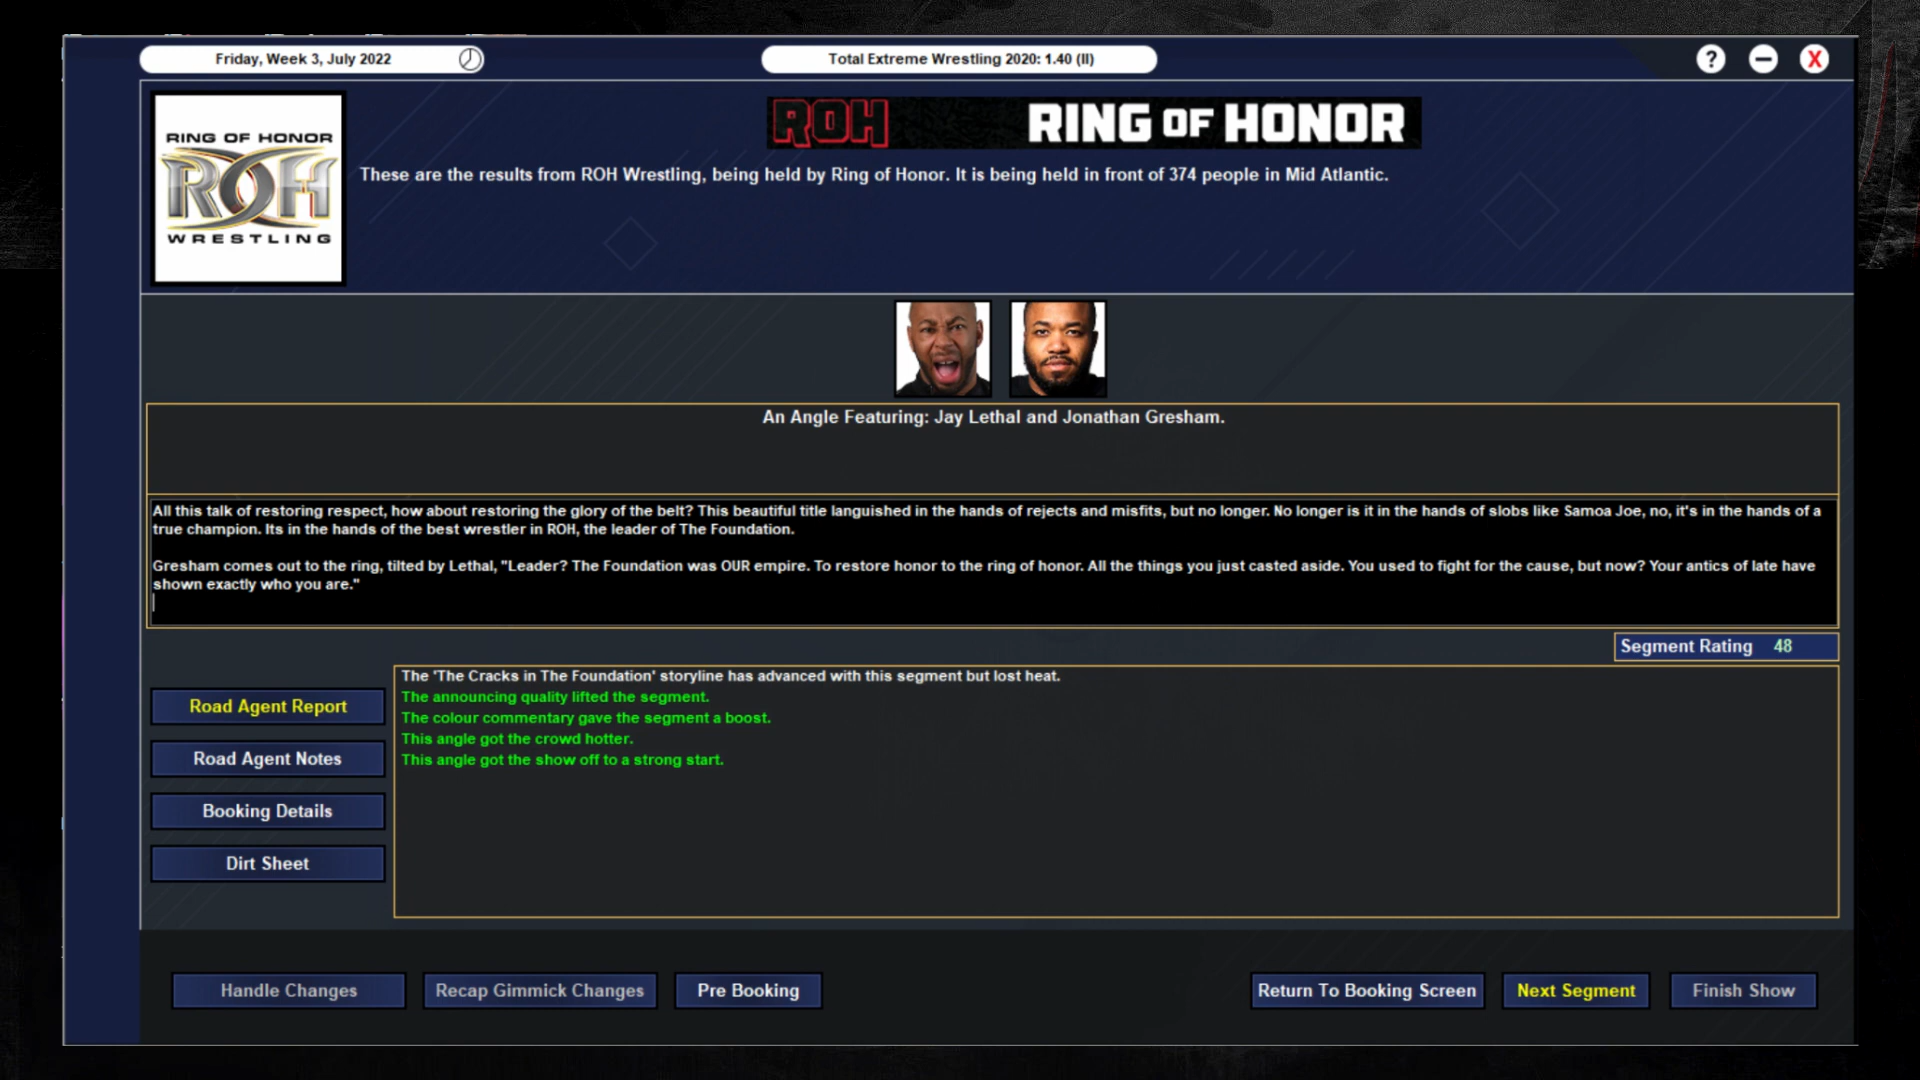 Friday, Week 3, July 2022
Total Extreme Wrestling 2020: 1.40 (II)
?
X
RING OF HONOR
ROH
WRESTLING
ROH RING OF HONOR
These are the results from ROH Wrestling, being held by Ring of Honor. It is being held in front of 374 people in Mid Atlantic.
An Angle Featuring: Jay Lethal and Jonathan Gresham.
All this talk of restoring respect, how about restoring the glory of the belt? This beautiful title languished in the hands of rejects and misfits, but no longer. No longer is it in the hands of slobs like Samoa Joe, no, it's in the hands of a
true champion. Its in the hands of the best wrestler in ROH, the leader of The Foundation.
Gresham comes out to the ring, tilted by Lethal, "Leader? The Foundation was OUR empire. To restore honor to the ring of honor. All the things you just casted aside. You used to fight for the cause, but now? Your antics of late have
shown exactly who you are."
Segment Rating 48
Road Agent Report
Road Agent Notes
Booking Details
Dirt Sheet
The 'The Cracks in The Foundation' storyline has advanced with this segment but lost heat.
The announcing quality lifted the segment.
The colour commentary gave the segment a boost.
This angle got the crowd hotter.
This angle got the show off to a strong start.
Handle Changes
Recap Gimmick Changes
Pre Booking
Return To Booking Screen
Next Segment
Finish Show